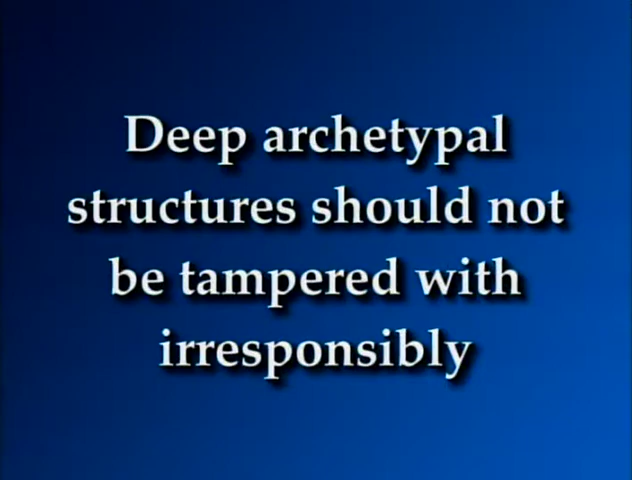 Deep archetypal
structures should not
be tampered with
irresponsibly